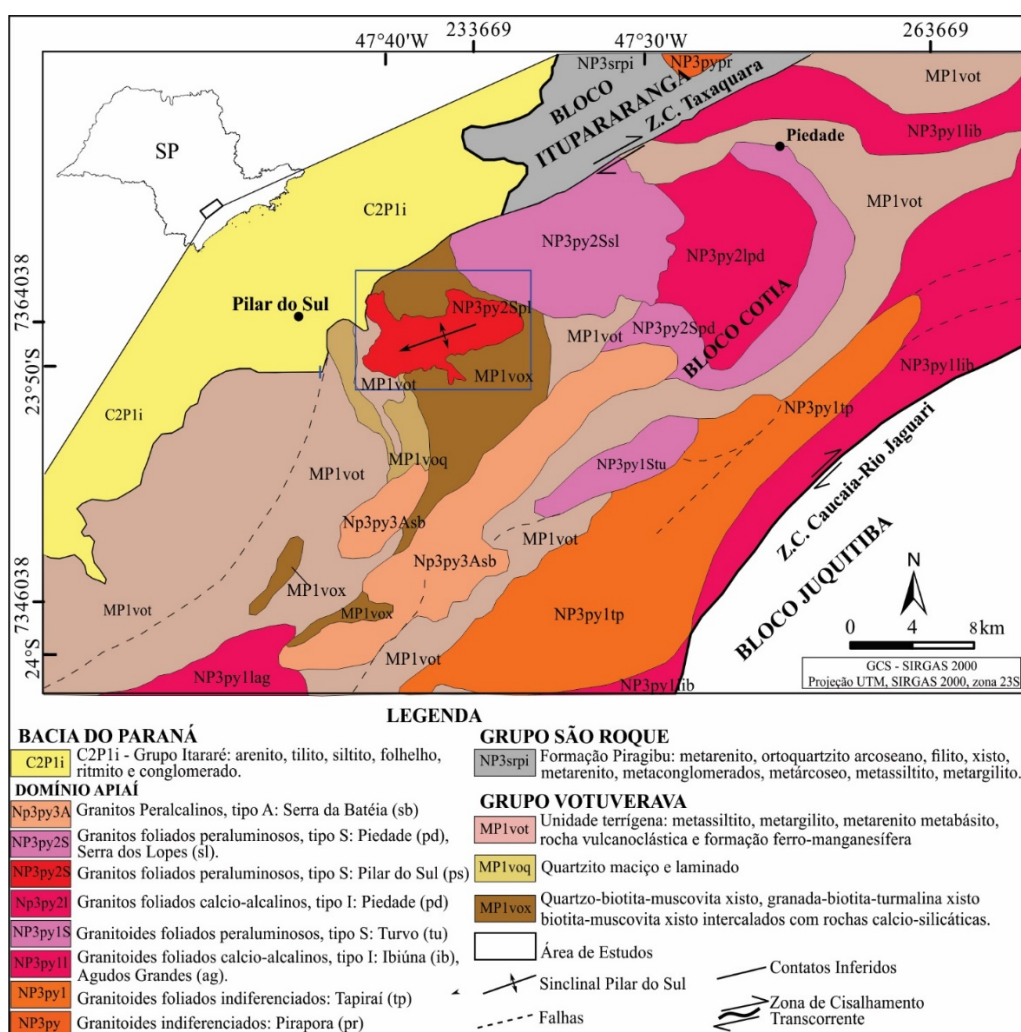 233669
263669
47°40'W
47°30'W
NP3srpi
NP3pypr
MP1vot
BLOCO
ITUPARARANGA
Z.C. Taxaquara
NP3py1lib
Piedade
SP
C2P1i
MP1vot
NP3py2Ssl
NP3py2lpd
7364038
Pilar do Sul
NP3py2Spl
BLOCO COTIA
MP1vot
NP3py2Spd
NP3py1lib
23°50'S
MP1vot
MP1vox
C2P1i
NP3py1tp
MP1voq
NP3py1Stu
MP1vot
Z.C. Caucaia-Rio Jaguari
Np3py3Asb
MP1vot
Np3py3Asb
N
MP1vox
BLOCO JUQUITIBA
7346038
MP1vot
MP1vox
NP3py1tp
0 4 8 km
24°S
MP1vot
NP3py1lag
NP3py1lib
GCS - SIRGAS 2000
Projeção UTM, SIRGAS 2000, zona 23S
LEGENDA
BACIA DO PARANÁ
C2P1i
C2P1i - Grupo Itararé: arenito, tilito, siltito, folhelho,
ritmito e conglomerado.
DOMÍNIO APIAÍ
Np3py3A
Granitos Peralcalinos, tipo A: Serra da Batéia (sb)
NP3py2S
Granitos foliados peraluminosos, tipo S: Piedade (pd),
Serra dos Lopes (sl).
NP3py2S
Granitos foliados peraluminosos, tipo S: Pilar do Sul (ps)
Np3py2l
Granitos foliados calcio-alcalinos, tipo I: Piedade (pd)
NP3py1S
Granitoides foliados peraluminosos, tipo S: Turvo (tu)
NP3py1l
Granitoides foliados calcio-alcalinos, tipo I: Ibiúna (ib),
Agudos Grandes (ag).
NP3py1
Granitoides foliados indiferenciados: Tapiraí (tp)
NP3py
Granitoides indiferenciados: Pirapora (pr)
GRUPO SÃO ROQUE
NP3srpi
Formação Piragibu: metarenito, ortoquartzito arcoseano, filito, xisto,
metarenito, metaconglomerados, metárcoseo, metassiltito, metargilito.
GRUPO VOTUVERAVA
MP1vot
Unidade terrígena: metassiltito, metargilito, metarenito metabásito,
rocha vulcanoclástica e formação ferro-manganesífera
MP1voq
Quartzito maciço e laminado
MP1vox
Quartzo-biotita-muscovita xisto, granada-biotita-turmalina xisto
biotita-muscovita xisto intercalados com rochas calcio-silicáticas.
Área de Estudos
Sinclinal Pilar do Sul
Contatos Inferidos
Falhas
Zona de Cisalhamento
Transcorrente